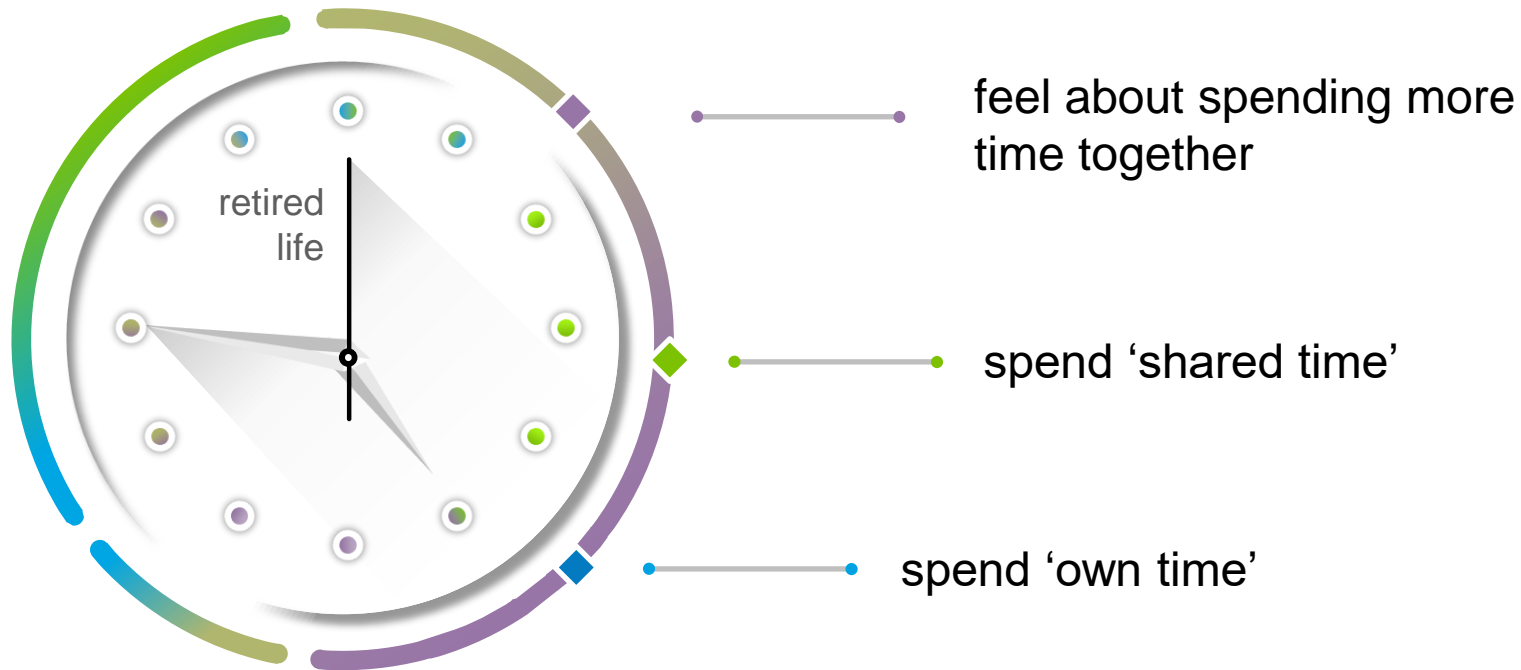 retired
life
feel about spending more
time together
spend ‘shared time’
spend ‘own time’